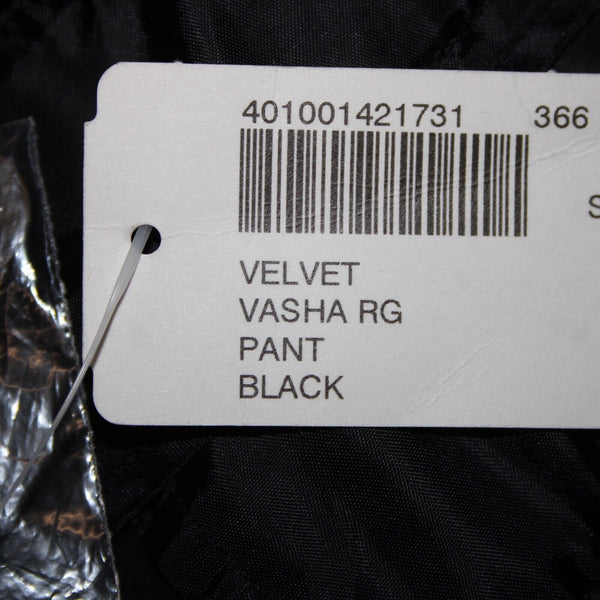 401001421731 366
S
VELVET
VASHA RG
PANT
BLACK